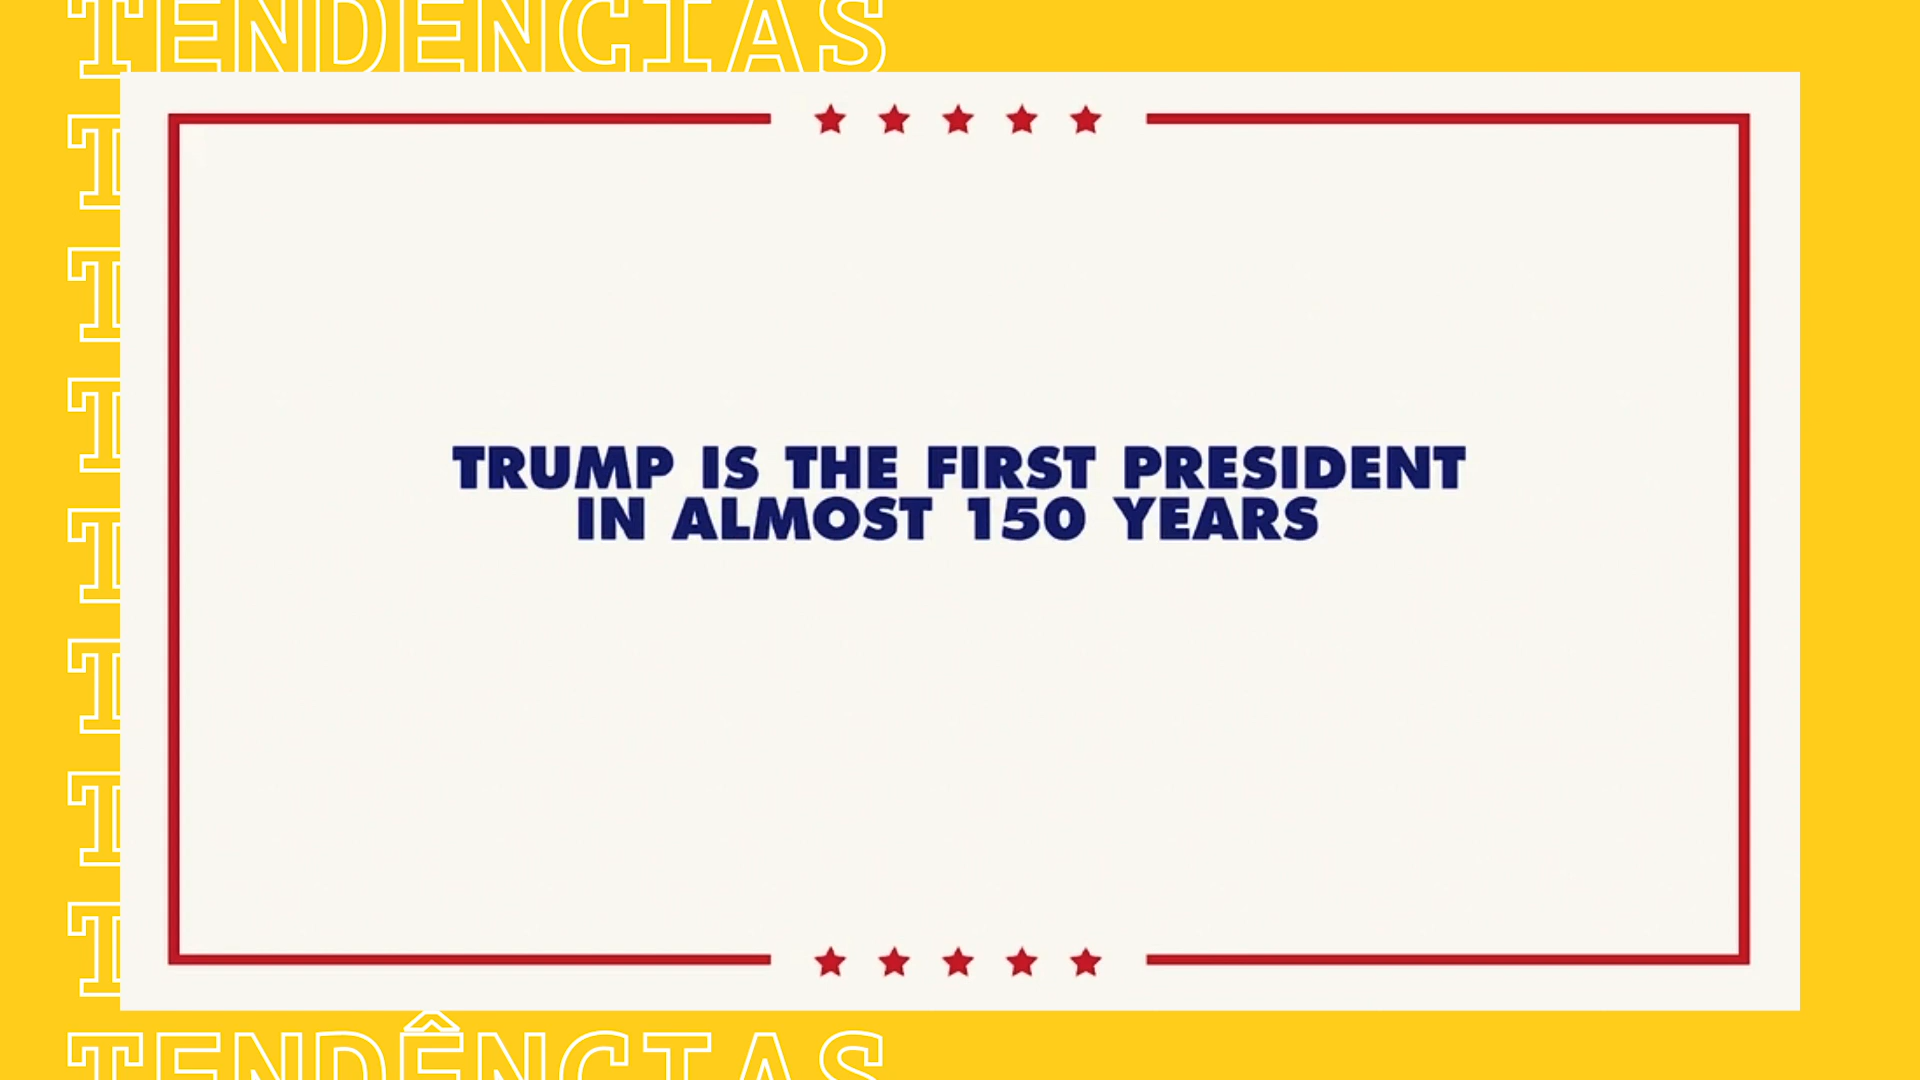 TENDÊNCIAS
TRUMP IS THE FIRST PRESIDENT
IN ALMOST 150 YEARS
T
T
T
T
T
T
T
TENDÊNCIAS